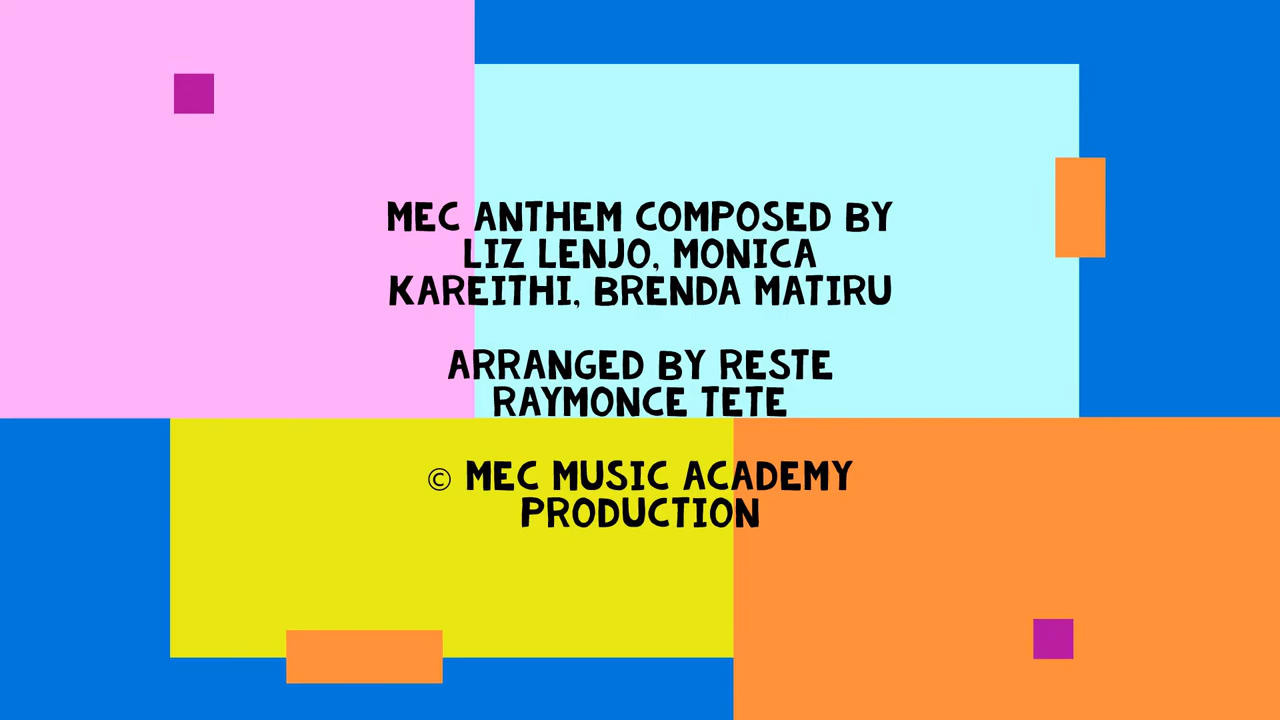 MEC ANTHEM COMPOSED BY
LIZ LENJO, MONICA
KAREITHI, BRENDA MATIRU
ARRANGED BY RESTE
RAYMONCE TETE
© MEC MUSIC ACADEMY
PRODUCTION